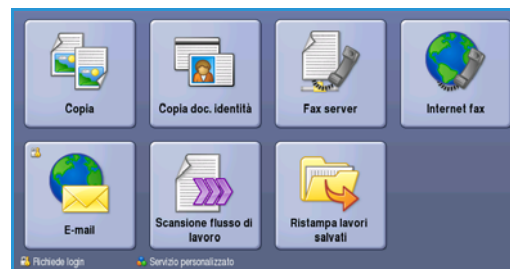 Copia
Copia doc. identità
Fax server
Internet fax
E-mail
Scansione flusso di
lavoro
Ristampa lavori
salvati
Richiede login
Servizio personalizzato